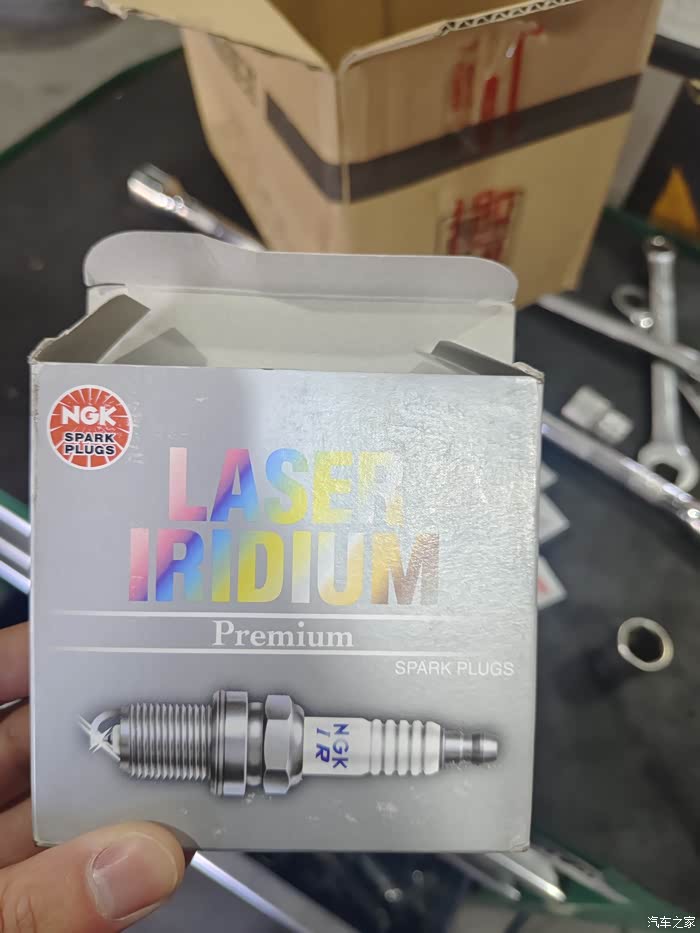 NGK
SPARK
PLUGS
LASER
IRIDIUM
Premium
SPARK PLUGS
NGK
IR
汽车之家